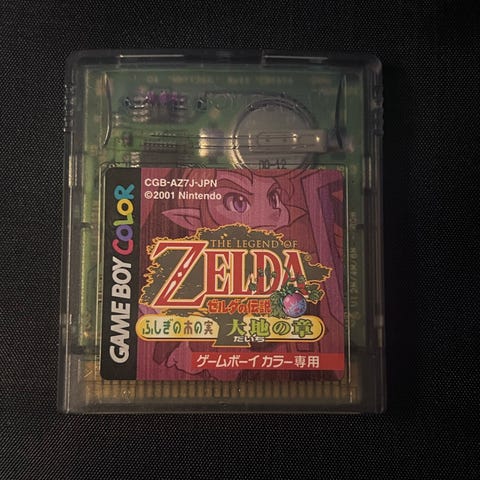 CGB-AZ7J-JPN
©2001 Nintendo
GAME BOY COLOR
THE LEGEND OF
ZELDA
ゼルダの伝説
ふしぎの木の実
大地の章
だいち
ゲームボーイカラー専用